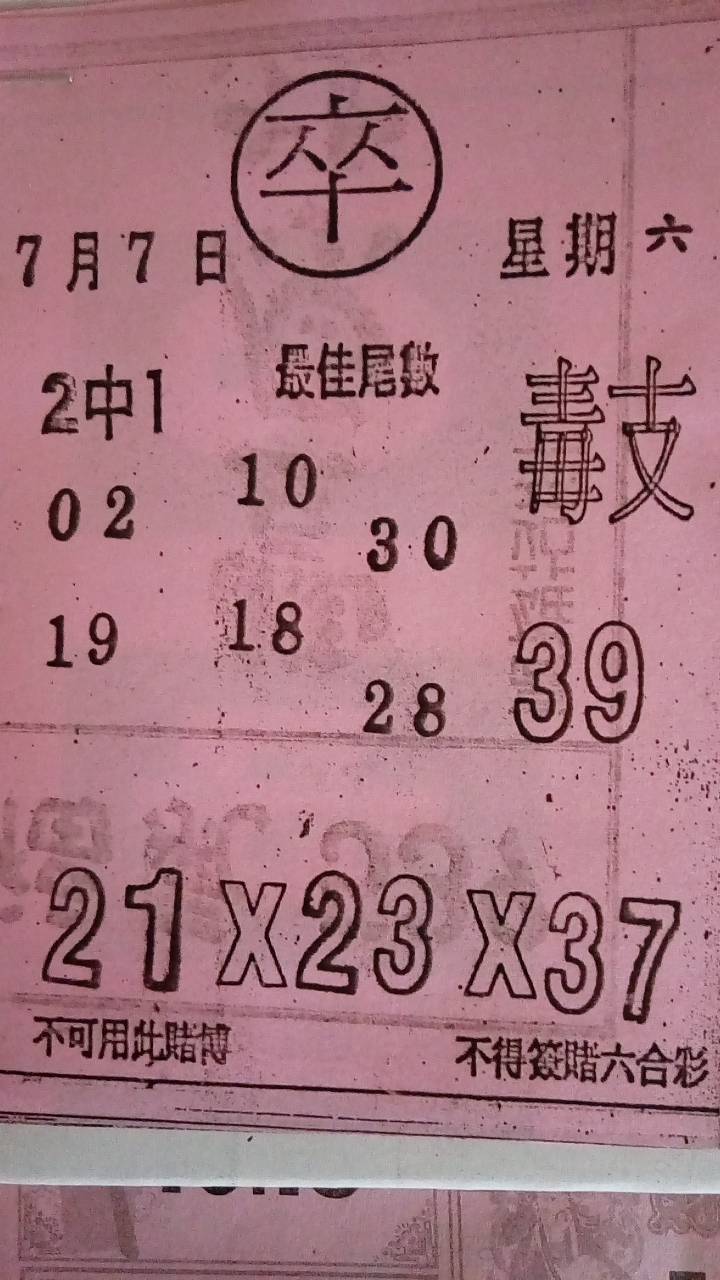 卒
7月7日 星期六
2中1 最佳尾數 毒支
02 10
30
19 18 39
28
21X23X37
不可用此賭博 不得簽賭六合彩